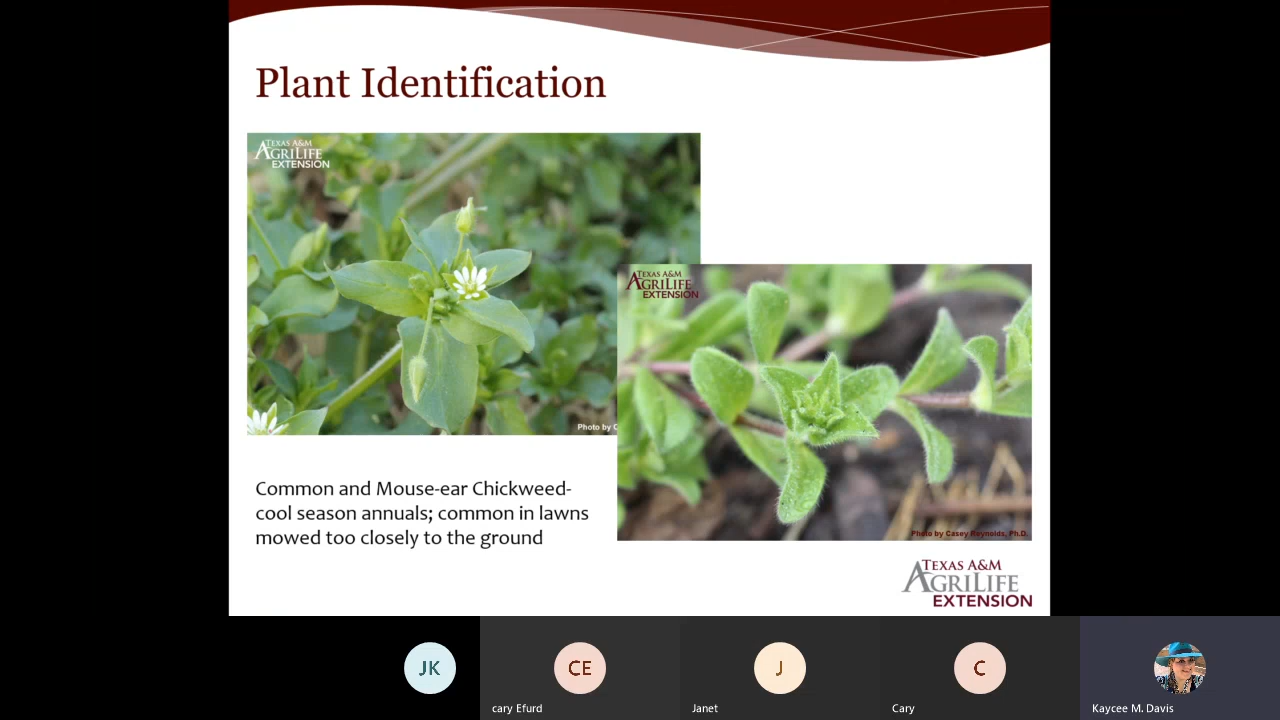 Plant Identification
TEXAS A&M
AGRILIFE
EXTENSION
Photo by C
TEXAS A&M
AGRILIFE
EXTENSION
Photo by Casey Reynolds, Ph.D.
Common and Mouse-ear Chickweed-
cool season annuals; common in lawns
mowed too closely to the ground
TEXAS A&M
AGRILIFE
EXTENSION
JK
CE
J
C
cary Efurd
Janet
Cary
Kaycee M. Davis